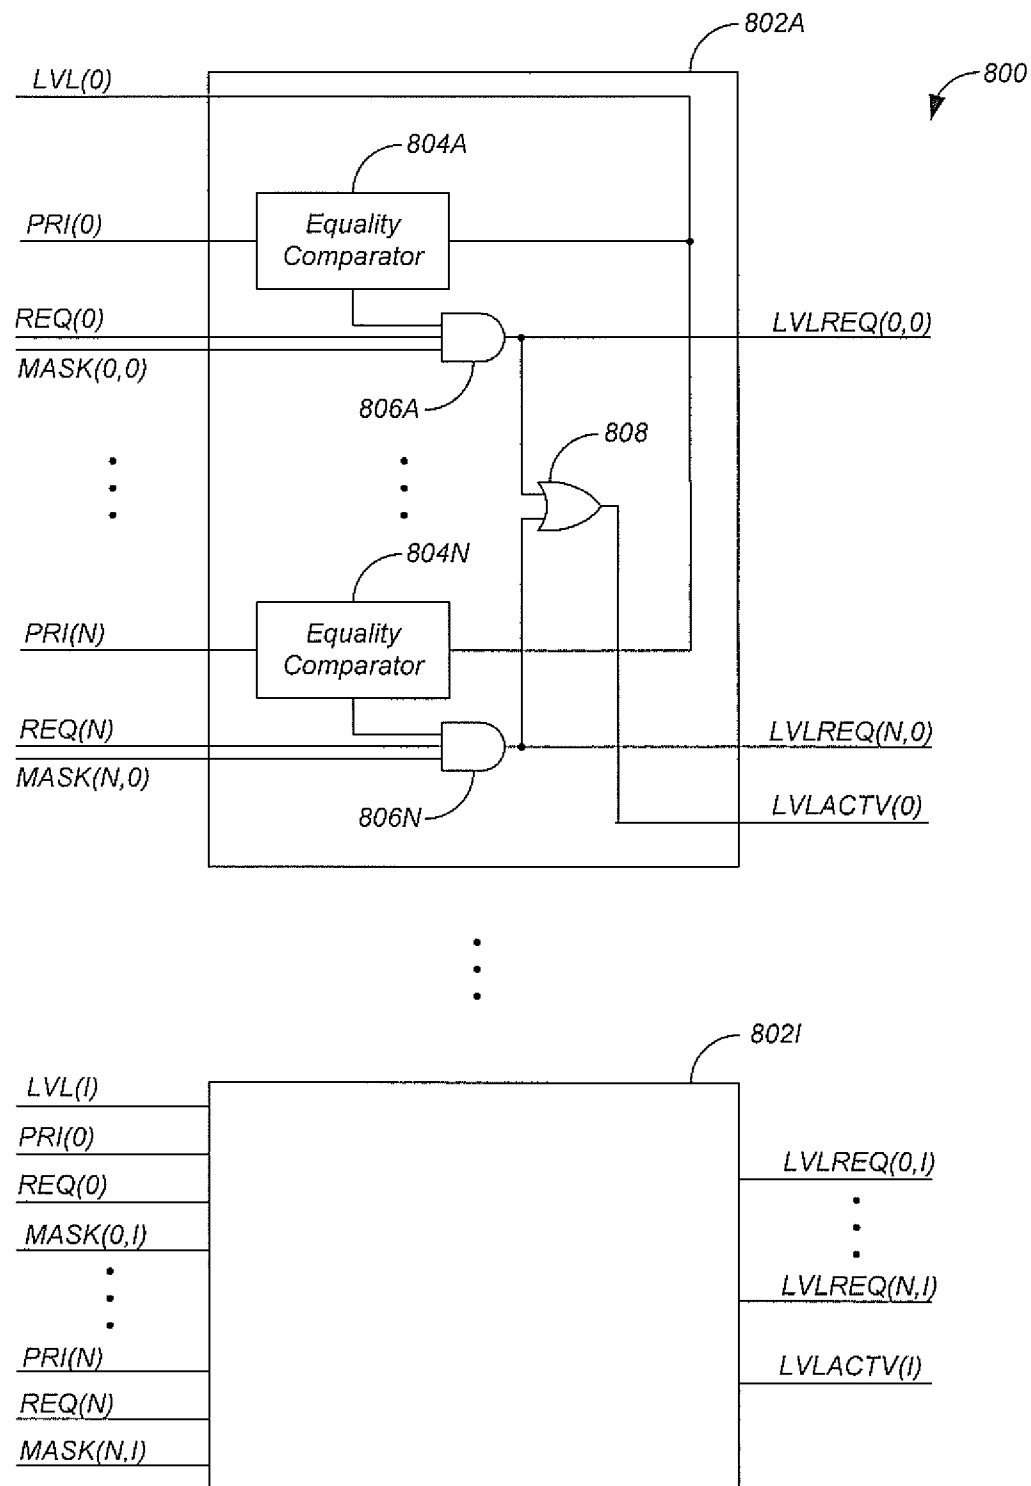 802A
800
LVL(0)
804A
PRI(0)
Equality
Comparator
REQ(0)
LVLREQ(0,0)
MASK(0,0)
806A
808
804N
PRI(N)
Equality
Comparator
REQ(N)
LVLREQ(N,0)
MASK(N,0)
806N
LVLACTV(0)
802I
LVL(I)
PRI(0)
LVLREQ(0,I)
REQ(0)
MASK(0,I)
LVLREQ(N,I)
PRI(N)
LVLACTV(I)
REQ(N)
MASK(N,I)